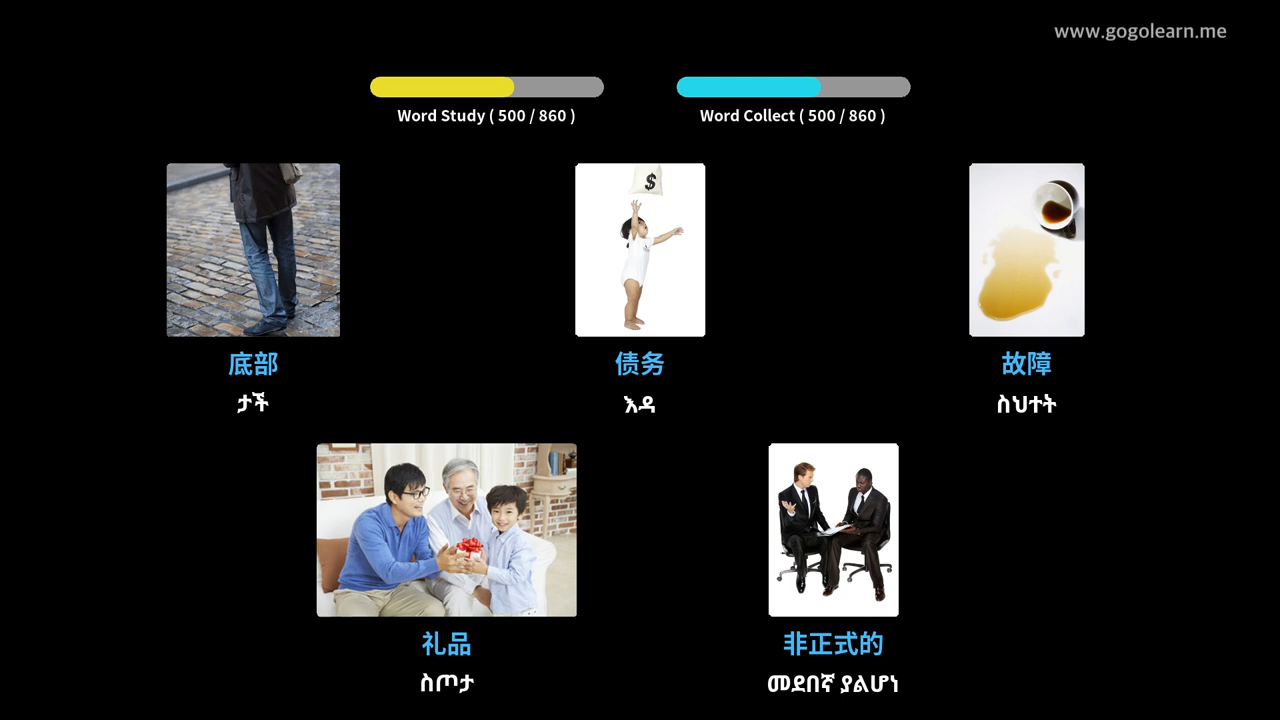 www.gogolearn.me
Word Study ( 500 / 860 )
Word Collect ( 500 / 860 )
$
底部
ታች
债务
እዳ
故障
ስህተት
礼品
ስጦታ
非正式的
መደበኛ ያልሆነ